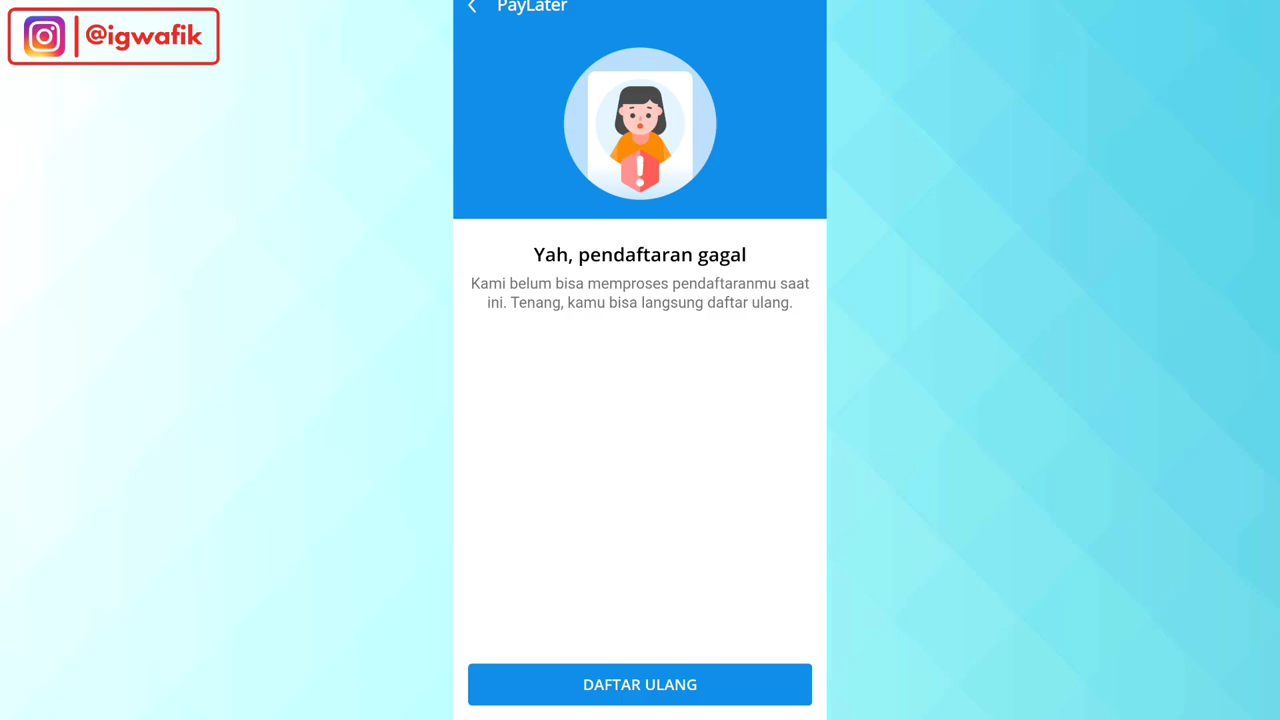 @igwafik
PayLater
Yah, pendaftaran gagal
Kami belum bisa memproses pendaftaranmu saat
ini. Tenang, kamu bisa langsung daftar ulang.
DAFTAR ULANG